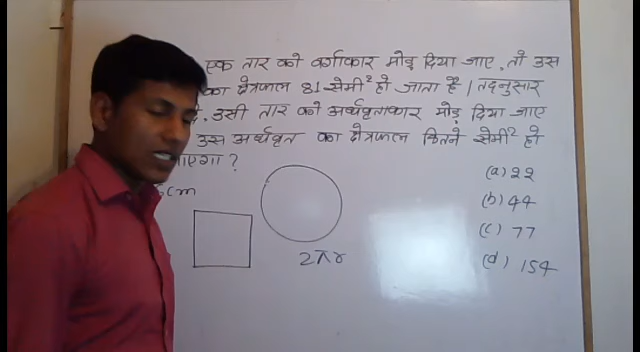 एक तार को वर्गाकार मोड़ दिया जाए, तो उस
का क्षेत्रफल 81 सेमी² हो जाता है | तदनुसार
उसी तार को अर्धवृताकार मोड़ दिया जाए
उस अर्धवृत का क्षेत्रफल कितने सेमी² हो
जाएगा ?
cm
2πr
(a) 22
(b) 44
(c) 77
(d) 154